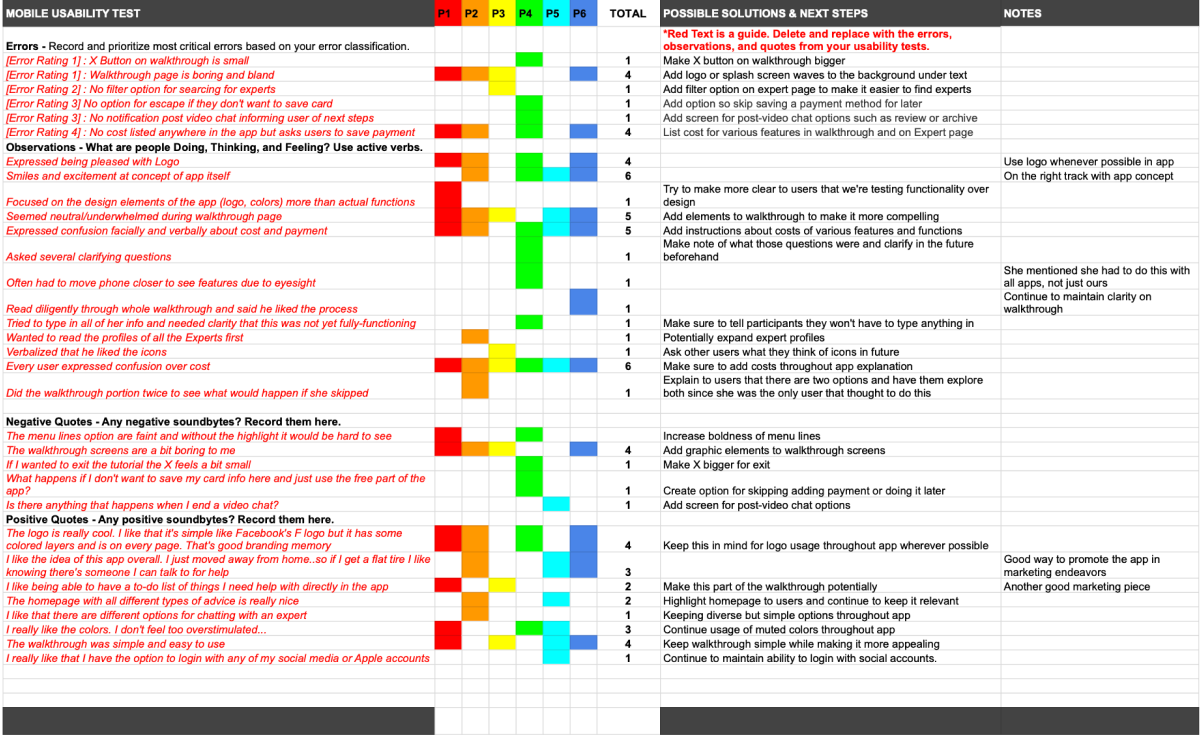 MOBILE USABILITY TEST P1 P2 P3 P4 P5 P6 TOTAL POSSIBLE SOLUTIONS & NEXT STEPS NOTES
*Red Text is a guide. Delete and replace with the errors,
Errors - Record and prioritize most critical errors based on your error classification. observations, and quotes from your usability tests.
[Error Rating 1] : X Button on walkthrough is small 1 Make X button on walkthrough bigger
[Error Rating 1] : Walkthrough page is boring and bland 4 Add logo or splash screen waves to the background under text
[Error Rating 2] : No filter option for searcing for experts 1 Add filter option on expert page to make it easier to find experts
[Error Rating 3] No option for escape if they don't want to save card 1 Add option so skip saving a payment method for later
[Error Rating 3] : No notification post video chat informing user of next steps 1 Add screen for post-video chat options such as review or archive
[Error Rating 4] : No cost listed anywhere in the app but asks users to save payment 4 List cost for various features in walkthrough and on Expert page
Observations - What are people Doing, Thinking, and Feeling? Use active verbs.
Expressed being pleased with Logo 4 Use logo whenever possible in app
Smiles and excitement at concept of app itself 6 On the right track with app concept
Try to make more clear to users that we're testing functionality over
Focused on the design elements of the app (logo, colors) more than actual functions 1 design
Seemed neutral/underwhelmed during walkthrough page 5 Add elements to walkthrough to make it more compelling
Expressed confusion facially and verbally about cost and payment 5 Add instructions about costs of various features and functions
Make note of what those questions were and clarify in the future
Asked several clarifying questions 1 beforehand
She mentioned she had to do this with
Often had to move phone closer to see features due to eyesight 1 all apps, not just ours
Continue to maintain clarity on
Read diligently through whole walkthrough and said he liked the process 1 walkthrough
Tried to type in all of her info and needed clarity that this was not yet fully-functioning 1 Make sure to tell participants they won't have to type anything in
Wanted to read the profiles of all the Experts first 1 Potentially expand expert profiles
Verbalized that he liked the icons 1 Ask other users what they think of icons in future
Every user expressed confusion over cost 6 Make sure to add costs throughout app explanation
Explain to users that there are two options and have them explore
Did the walkthrough portion twice to see what would happen if she skipped 1 both since she was the only user that thought to do this
Negative Quotes - Any negative soundbytes? Record them here.
The menu lines option are faint and without the highlight it would be hard to see Increase boldness of menu lines
The walkthrough screens are a bit boring to me 4 Add graphic elements to walkthrough screens
If I wanted to exit the tutorial the X feels a bit small 1 Make X bigger for exit
What happens if I don't want to save my card info here and just use the free part of the
app? 1 Create option for skipping adding payment or doing it later
Is there anything that happens when I end a video chat? 1 Add screen for post-video chat options
Positive Quotes - Any positive soundbytes? Record them here.
The logo is really cool. I like that it's simple like Facebook's F logo but it has some
colored layers and is on every page. That's good branding memory 4 Keep this in mind for logo usage throughout app wherever possible
I like the idea of this app overall. I just moved away from home..so if I get a flat tire I like Good way to promote the app in
knowing there's someone I can talk to for help 3 marketing endeavors
I like being able to have a to-do list of things I need help with directly in the app 2 Make this part of the walkthrough potentially Another good marketing piece
The homepage with all different types of advice is really nice 2 Highlight homepage to users and continue to keep it relevant
I like that there are different options for chatting with an expert 1 Keeping diverse but simple options throughout app
I really like the colors. I don't feel too overstimulated... 3 Continue usage of muted colors throughout app
The walkthrough was simple and easy to use 4 Keep walkthrough simple while making it more appealing
I really like that I have the option to login with any of my social media or Apple accounts 1 Continue to maintain ability to login with social accounts.